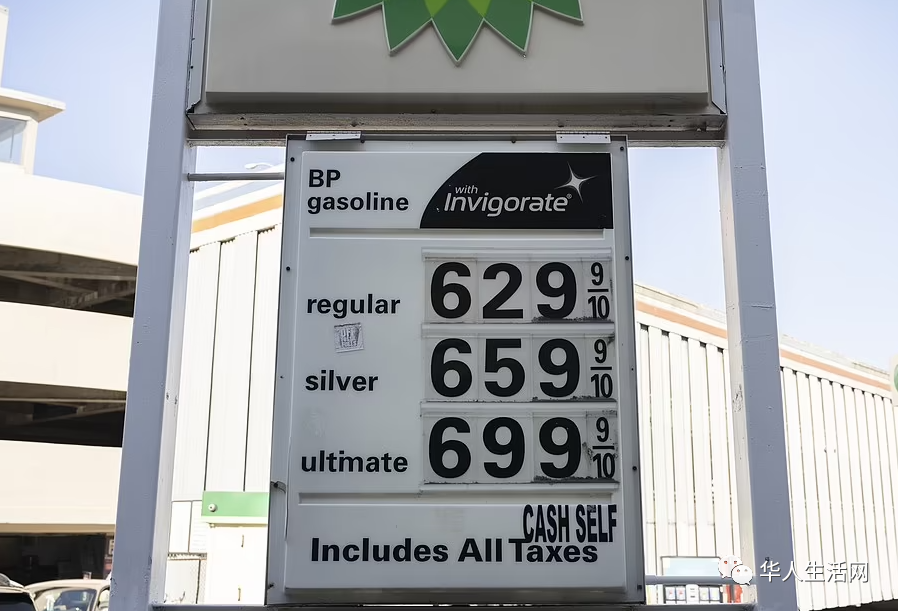 BP
gasoline
with
Invigorate®
regular
629 9/10
silver
659 9/10
ultimate
699 9/10
CASH SELF
Includes All Taxes
华人生活网